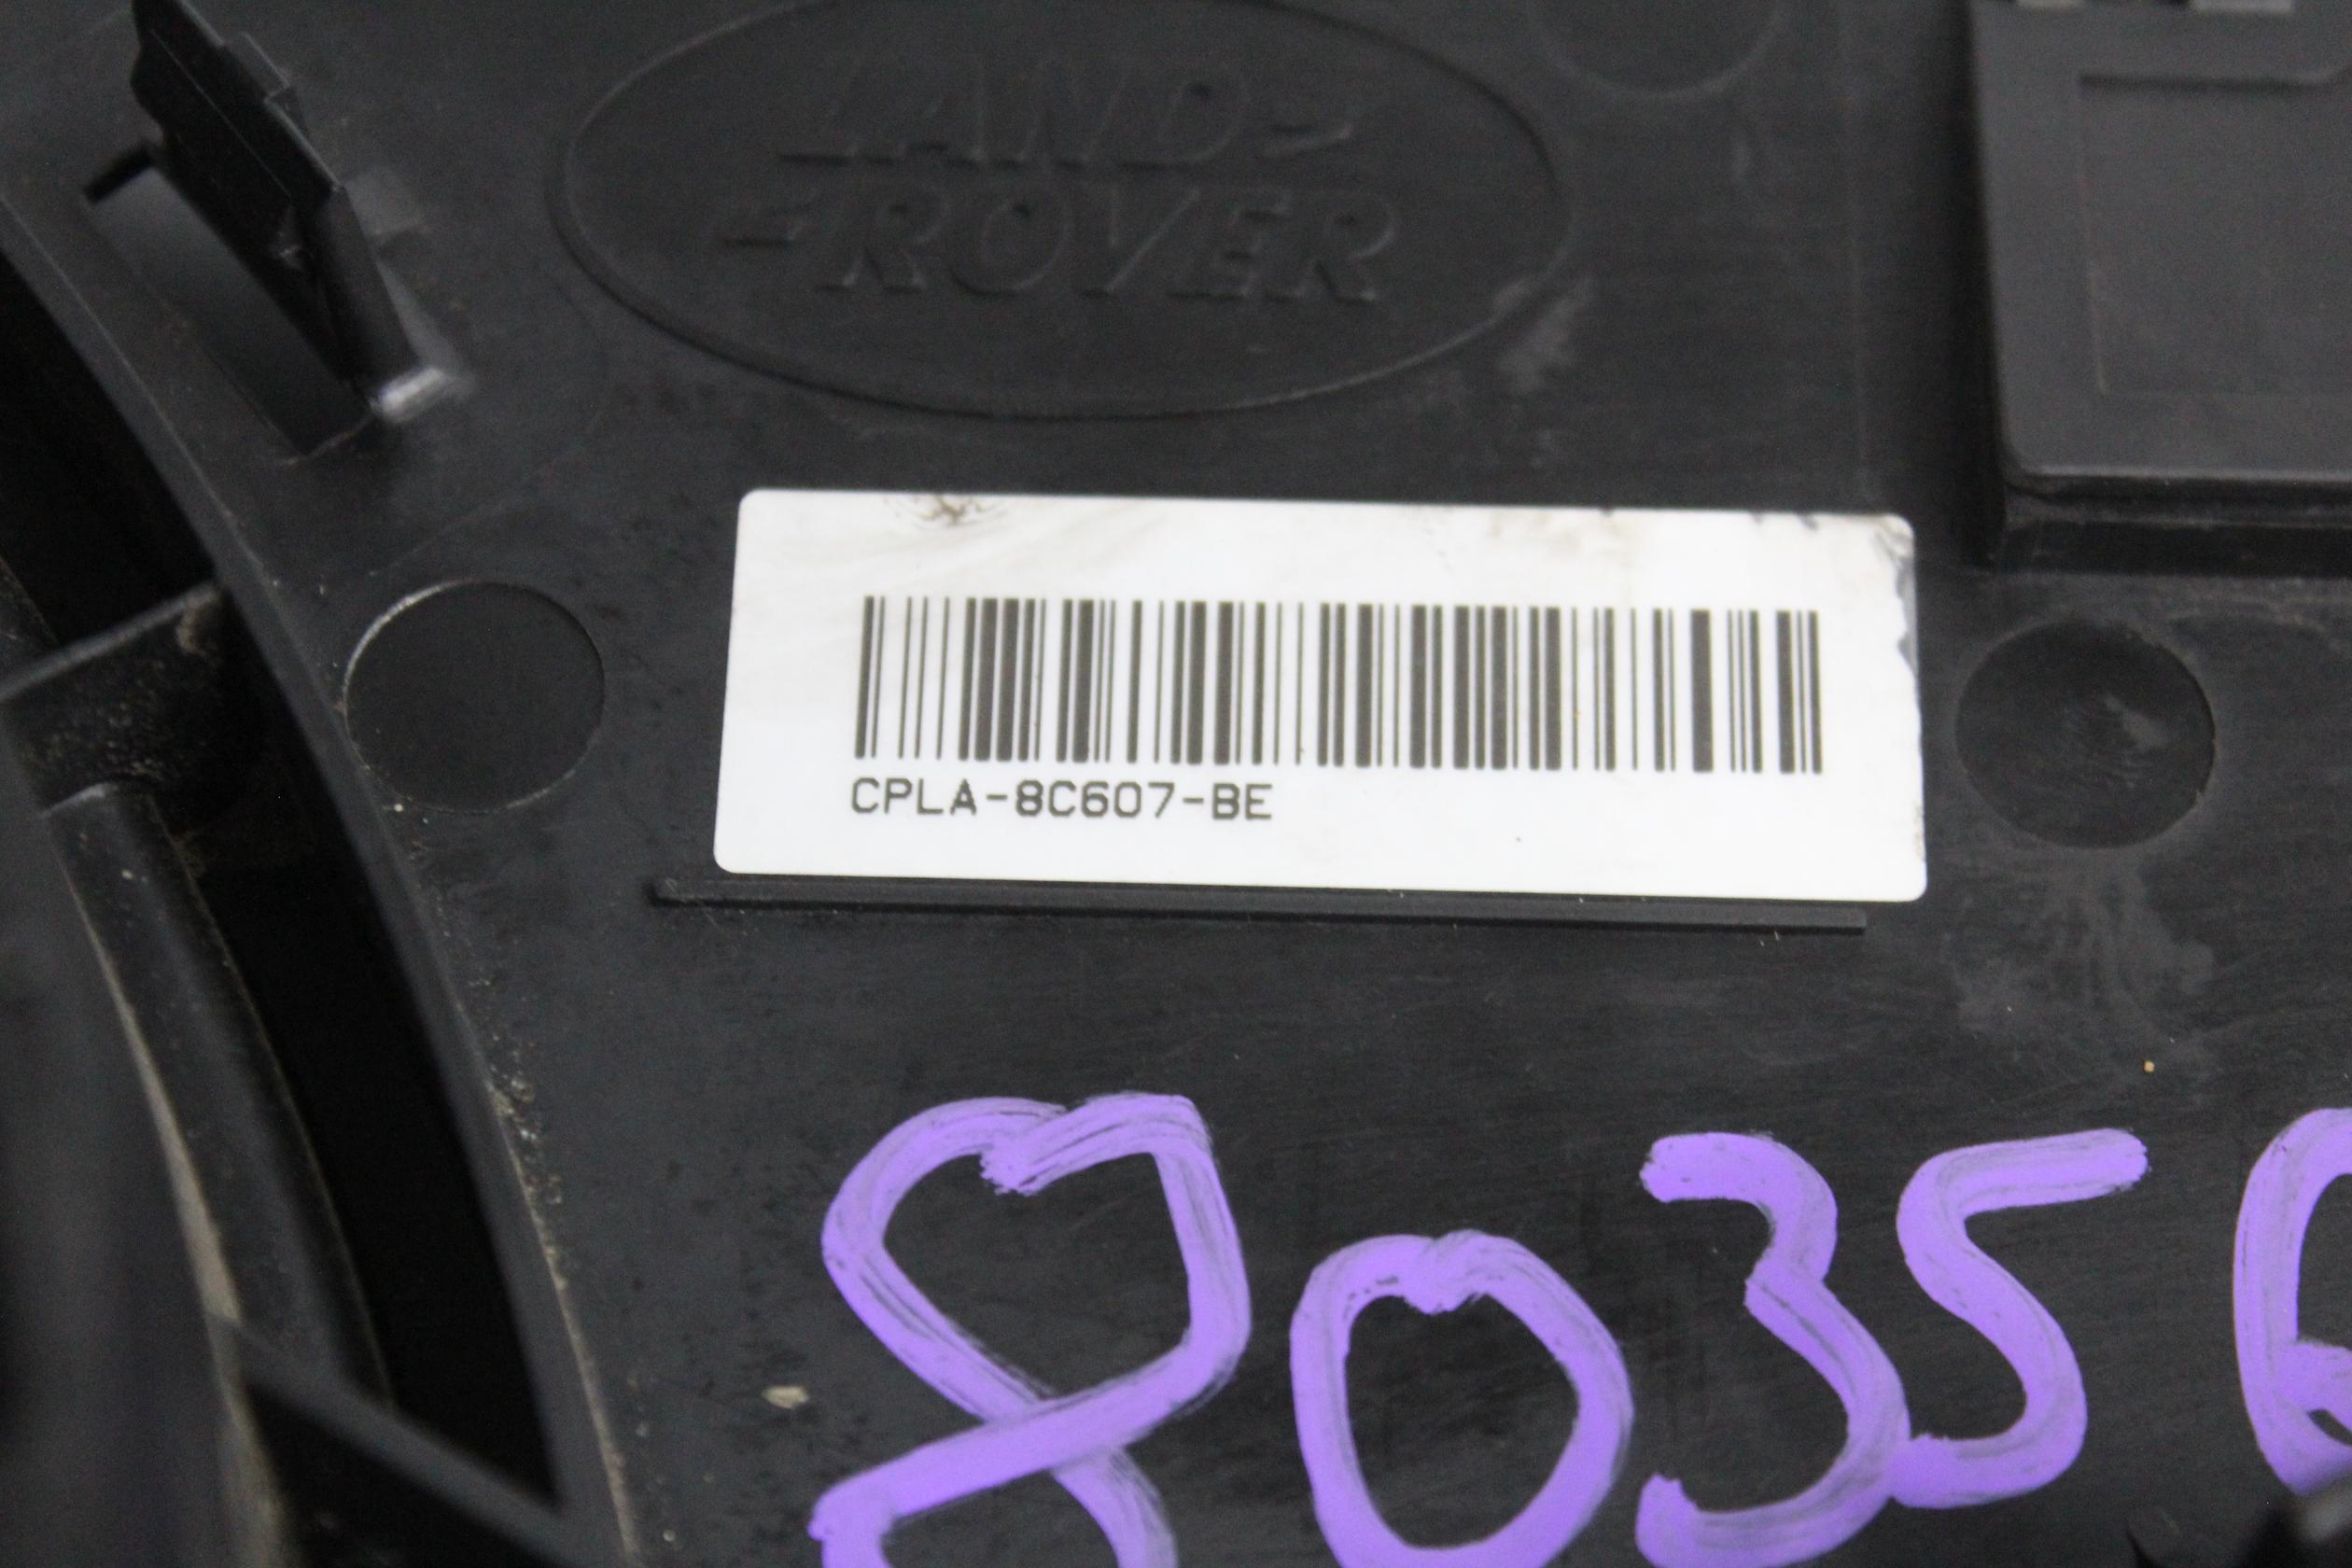 LAND-
-ROVER
CPLA-8C607-BE
8035